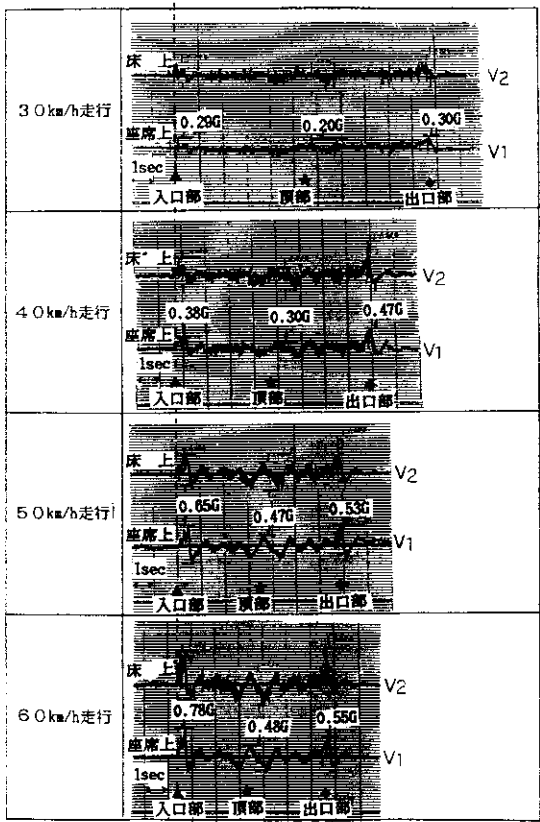 30km/h走行
床 上
V2
0.29G
0.20G
0.30G
座席上
V1
1sec
入口部
頂部
出口部
40km/h走行
床 上
V2
0.38G
0.30G
0.47G
座席上
V1
1sec
入口部
頂部
出口部
50km/h走行
床 上
V2
0.65G
0.47G
0.53G
座席上
V1
1sec
入口部
頂部
出口部
60km/h走行
床 上
V2
0.78G
0.48G
0.55G
座席上
V1
1sec
入口部
頂部
出口部